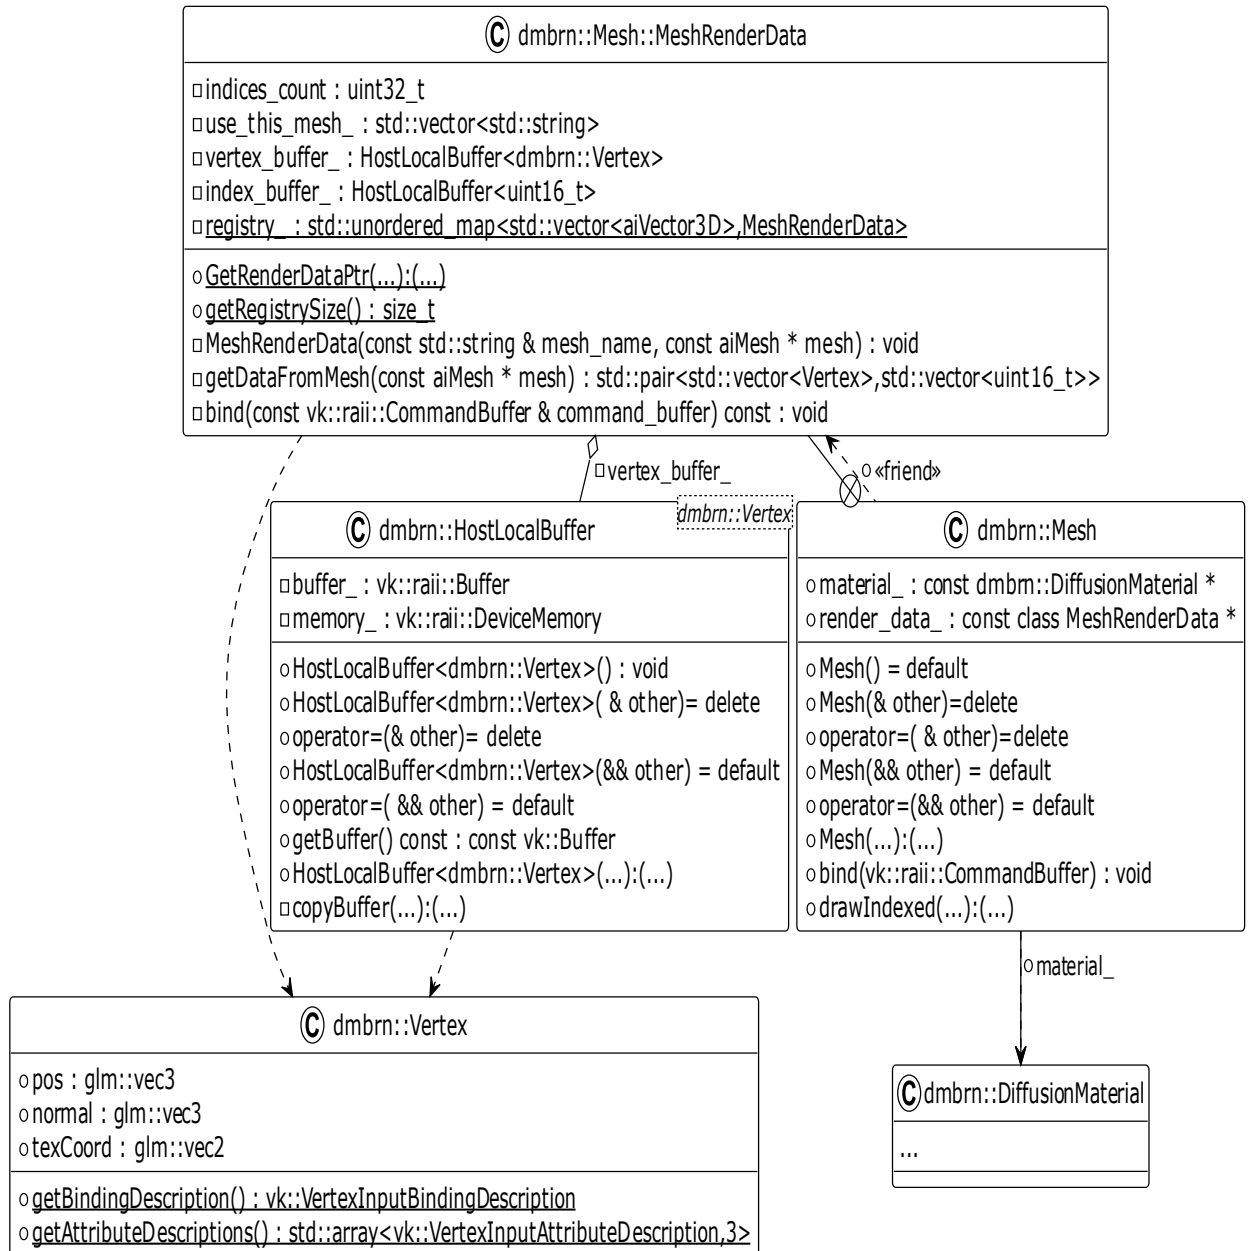 C dmbrn::Mesh::MeshRenderData
indices_count : uint32_t
use_this_mesh_ : std::vector<std::string>
vertex_buffer_ : HostLocalBuffer<dmbrn::Vertex>
index_buffer_ : HostLocalBuffer<uint16_t>
registry_ : std::unordered_map<std::vector<aiVector3D>,MeshRenderData>
GetRenderDataPtr(...):(...)
getRegistrySize() : size_t
MeshRenderData(const std::string & mesh_name, const aiMesh * mesh) : void
getDataFromMesh(const aiMesh * mesh) : std::pair<std::vector<Vertex>,std::vector<uint16_t>>
bind(const vk::raii::CommandBuffer & command_buffer) const : void
vertex_buffer_
«friend»
dmbrn::Vertex
C dmbrn::HostLocalBuffer
buffer_ : vk::raii::Buffer
memory_ : vk::raii::DeviceMemory
HostLocalBuffer<dmbrn::Vertex>() : void
HostLocalBuffer<dmbrn::Vertex>( & other)= delete
operator=(& other)= delete
HostLocalBuffer<dmbrn::Vertex>(&& other) = default
operator=( && other) = default
getBuffer() const : const vk::Buffer
HostLocalBuffer<dmbrn::Vertex>(...):(...)
copyBuffer(...):(...)
C dmbrn::Mesh
material_ : const dmbrn::DiffusionMaterial *
render_data_ : const class MeshRenderData *
Mesh() = default
Mesh(& other)=delete
operator=( & other)=delete
Mesh(&& other) = default
operator=(&& other) = default
Mesh(...):(...)
bind(vk::raii::CommandBuffer) : void
drawIndexed(...):(...)
material_
C dmbrn::Vertex
pos : glm::vec3
normal : glm::vec3
texCoord : glm::vec2
getBindingDescription() : vk::VertexInputBindingDescription
getAttributeDescriptions() : std::array<vk::VertexInputAttributeDescription,3>
C dmbrn::DiffusionMaterial
...